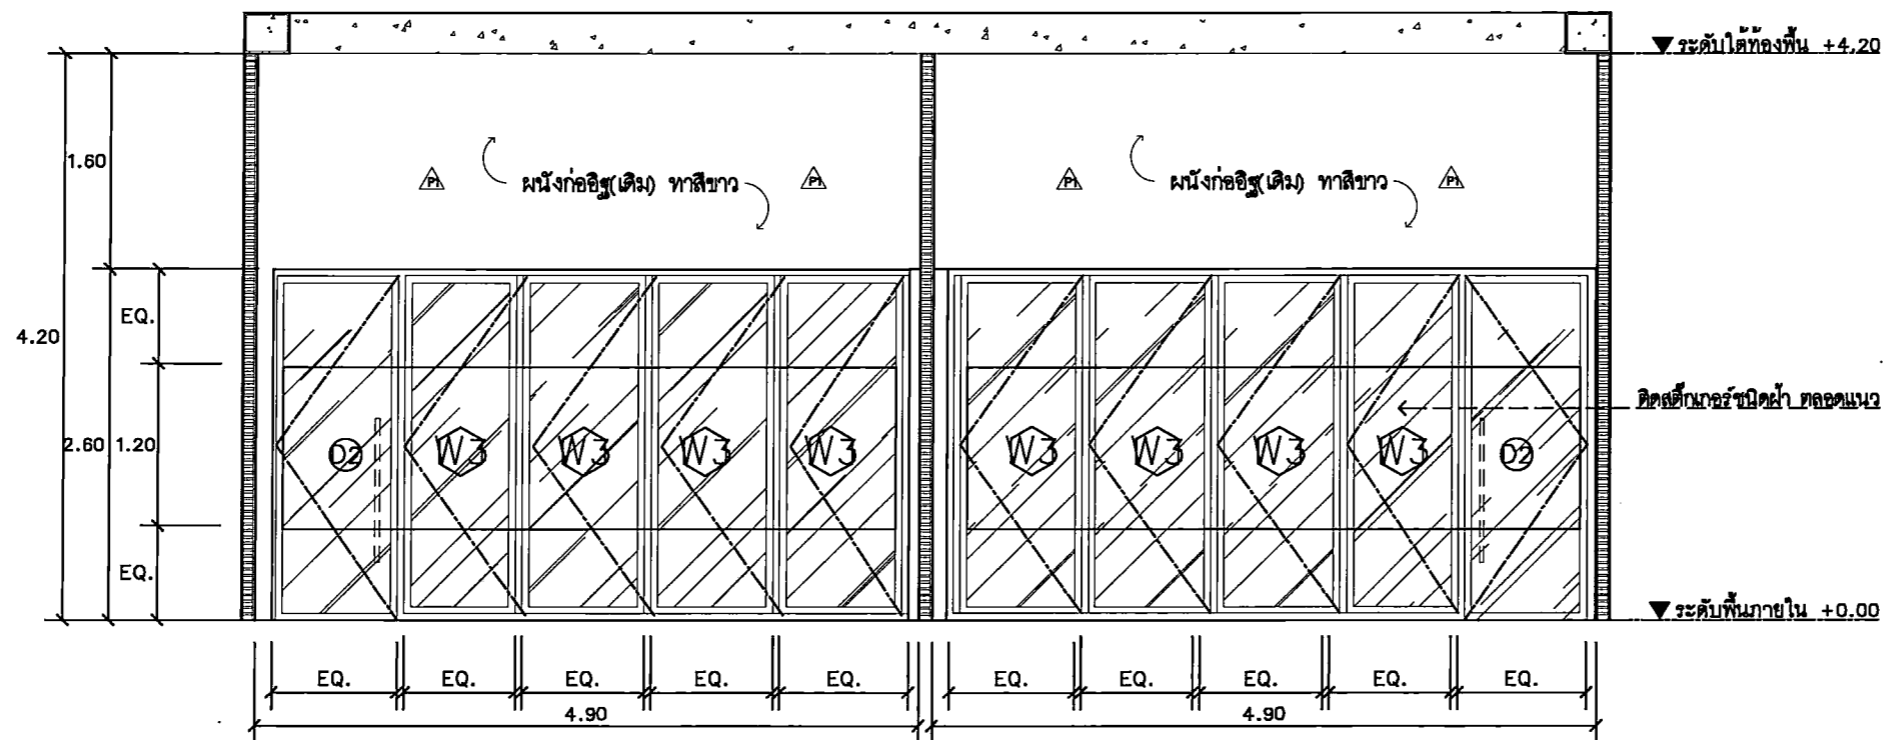 ระดับใต้ท้องพื้น +4.20
1.60
P1 ผนังก่ออิฐ(เดิม) ทาสีขาว P1
P1 ผนังก่ออิฐ(เดิม) ทาสีขาว P1
EQ.
4.20
ติดสติ๊กเกอร์ชนิดฝ้า ตลอดแนว
2.60 1.20
D2 W3 W3 W3 W3
W3 W3 W3 W3 D2
EQ.
ระดับพื้นภายใน +0.00
EQ. EQ. EQ. EQ. EQ.
EQ. EQ. EQ. EQ. EQ.
4.90
4.90